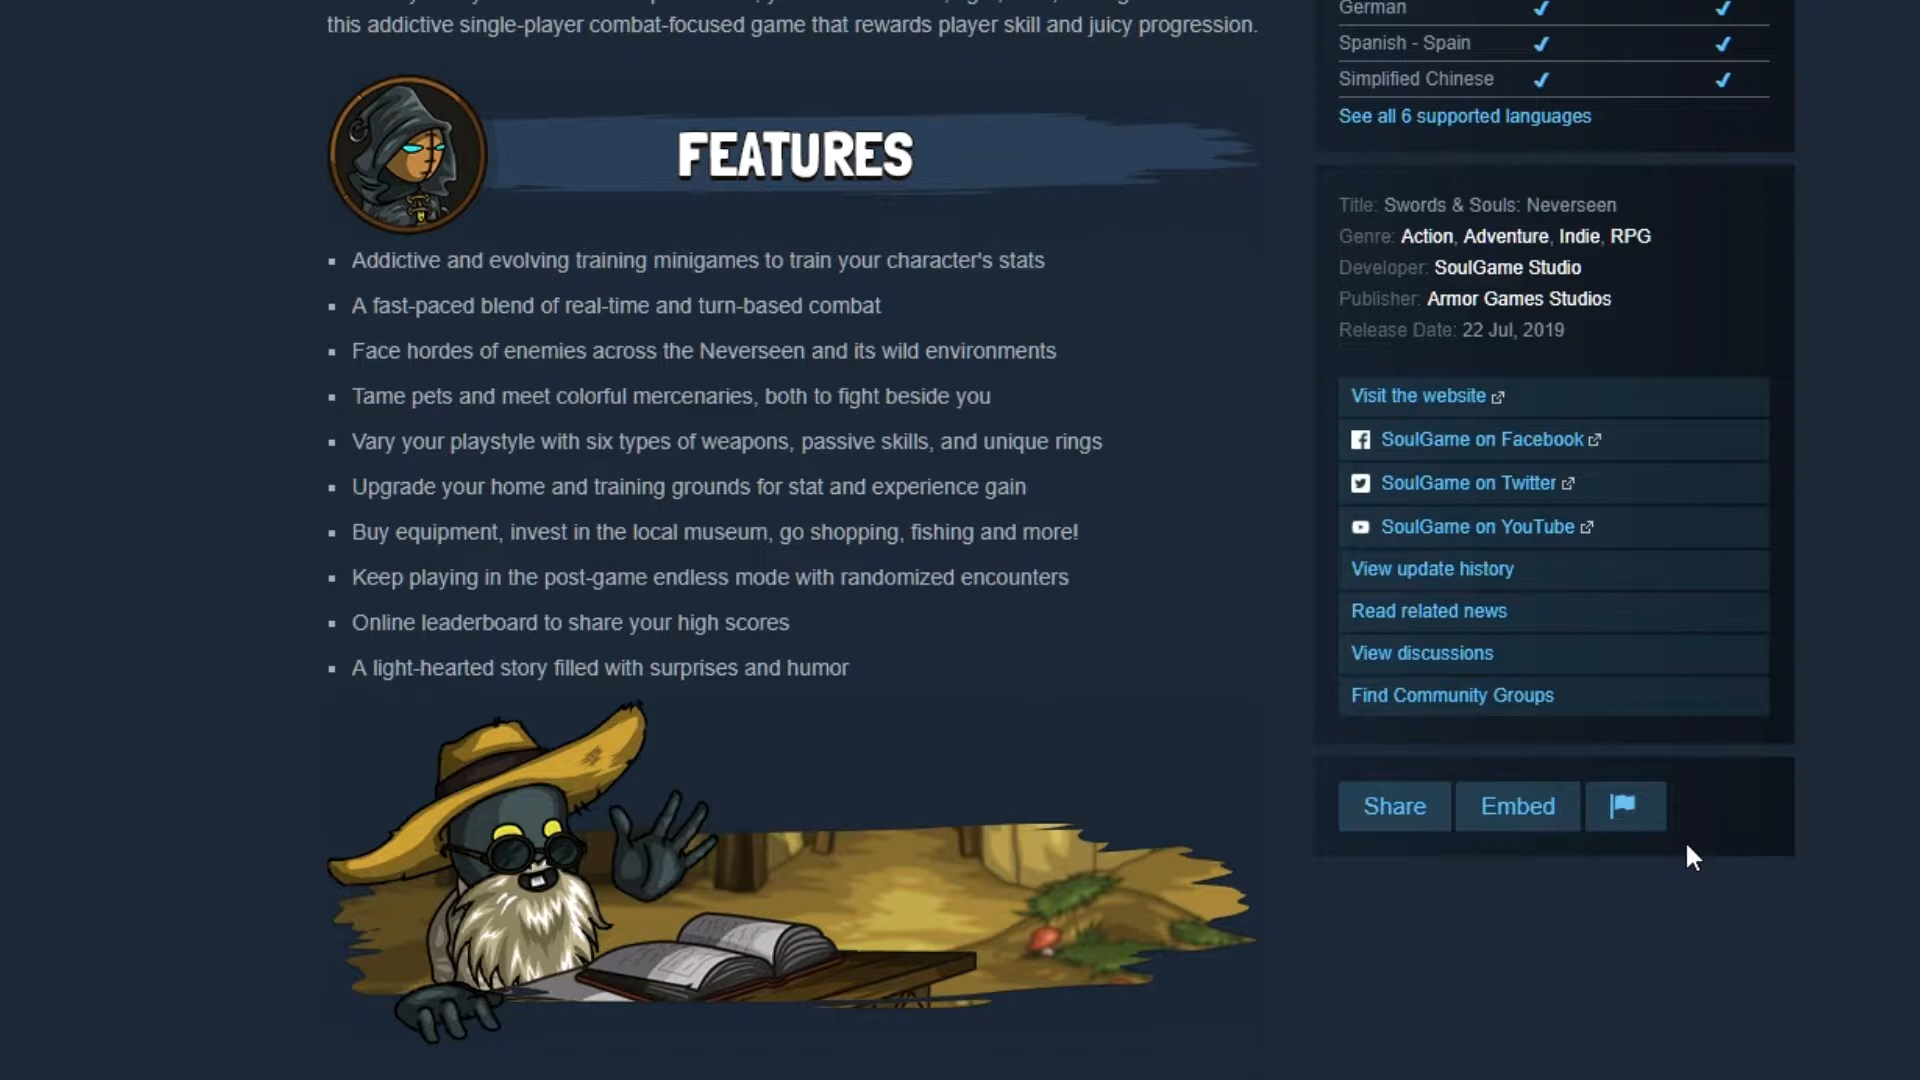 this addictive single-player combat-focused game that rewards player skill and juicy progression.
FEATURES
Addictive and evolving training minigames to train your character's stats
A fast-paced blend of real-time and turn-based combat
Face hordes of enemies across the Neverseen and its wild environments
Tame pets and meet colorful mercenaries, both to fight beside you
Vary your playstyle with six types of weapons, passive skills, and unique rings
Upgrade your home and training grounds for stat and experience gain
Buy equipment, invest in the local museum, go shopping, fishing and more!
Keep playing in the post-game endless mode with randomized encounters
Online leaderboard to share your high scores
A light-hearted story filled with surprises and humor
German
Spanish - Spain
Simplified Chinese
See all 6 supported languages
Title: Swords & Souls: Neverseen
Genre: Action, Adventure, Indie, RPG
Developer: SoulGame Studio
Publisher: Armor Games Studios
Release Date: 22 Jul, 2019
Visit the website
SoulGame on Facebook
SoulGame on Twitter
SoulGame on YouTube
View update history
Read related news
View discussions
Find Community Groups
Share Embed